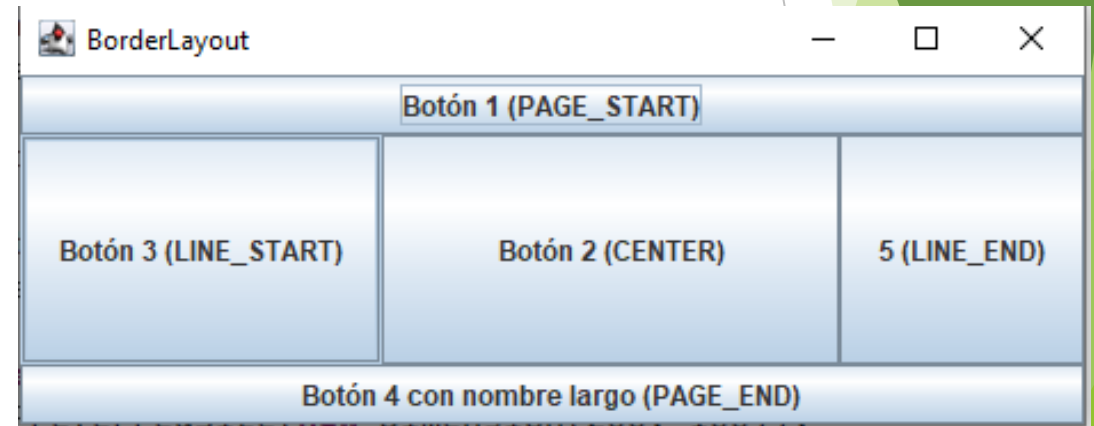 BorderLayout
Botón 1 (PAGE_START)
Botón 3 (LINE_START) Botón 2 (CENTER) 5 (LINE_END)
Botón 4 con nombre largo (PAGE_END)